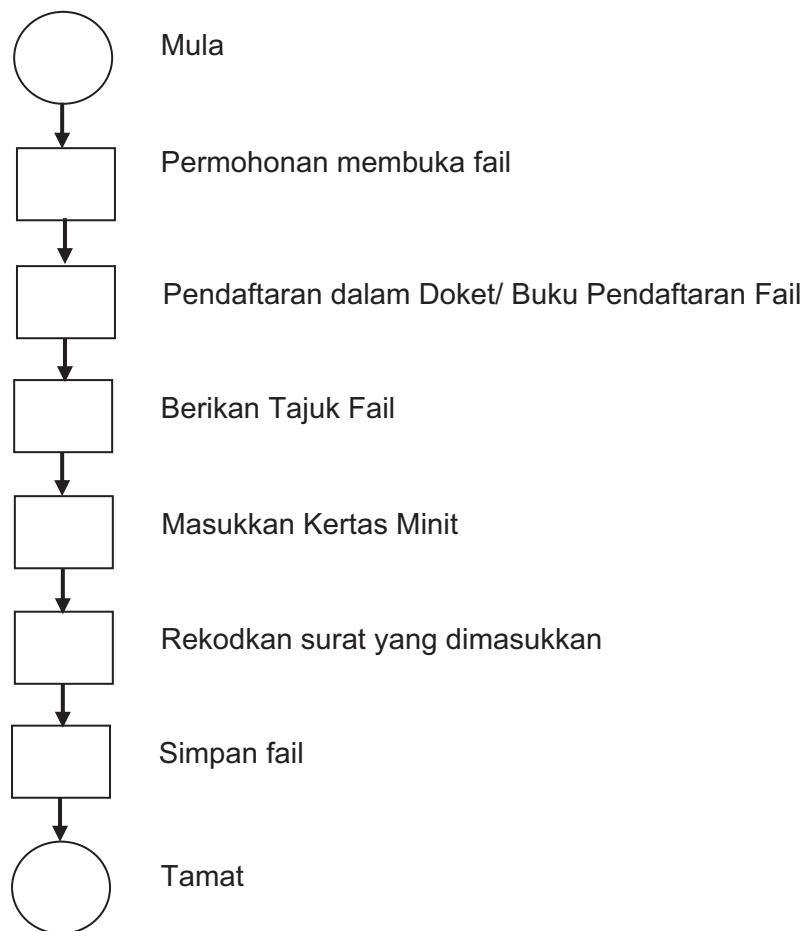 Mula
Permohonan membuka fail
Pendaftaran dalam Doket/ Buku Pendaftaran Fail
Berikan Tajuk Fail
Masukkan Kertas Minit
Rekodkan surat yang dimasukkan
Simpan fail
Tamat